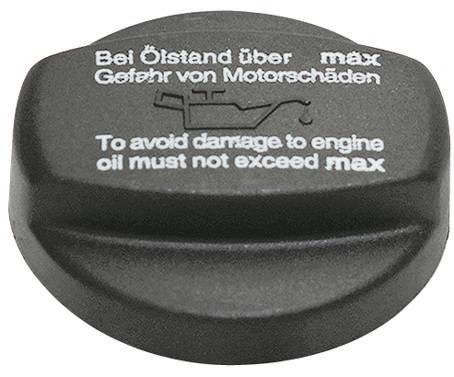 Bei Ölstand über max
Gefahr von Motorschäden
To avoid damage to engine
oil must not exceed max